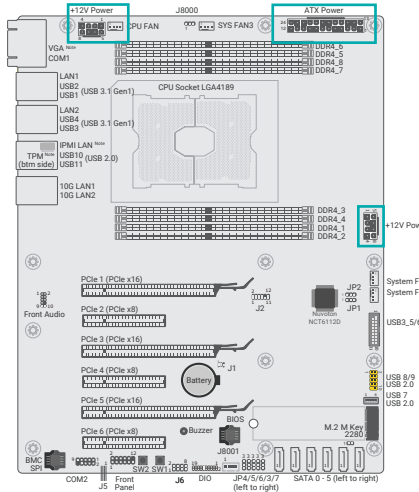 +12V Power
J8000
ATX Power
CPU FAN
SYS FAN3
VGA Note
COM1
DDR4_6
DDR4_5
DDR4_8
DDR4_7
LAN1
USB2
USB1
(USB 3.1 Gen1)
CPU Socket LGA4189
LAN2
USB4
USB3
(USB 3.1 Gen1)
IPMI LAN Note
TPM Note
(btm side)
USB10
USB11
(USB 2.0)
10G LAN1
10G LAN2
DDR4_3
DDR4_4
DDR4_1
DDR4_2
+12V Pow
System F
System F
PCIe 1 (PCIe x16)
Front Audio
PCIe 2 (PCIe x8)
J2
Nuvoton
NCT6112D
JP2
JP1
USB3_5/6
PCIe 3 (PCIe x16)
PCIe 4 (PCIe x8)
J1
Battery
USB 8/9
USB 2.0
USB 7
USB 2.0
PCIe 5 (PCIe x16)
BIOS
PCIe 6 (PCIe x8)
Buzzer
J8001
M.2 M Key
2280
BMC
SPI
COM2
J5
Front
Panel
SW2
SW1
J6
DIO
JP4/5/6/3/7
(left to right)
SATA 0 - 5 (left to right)